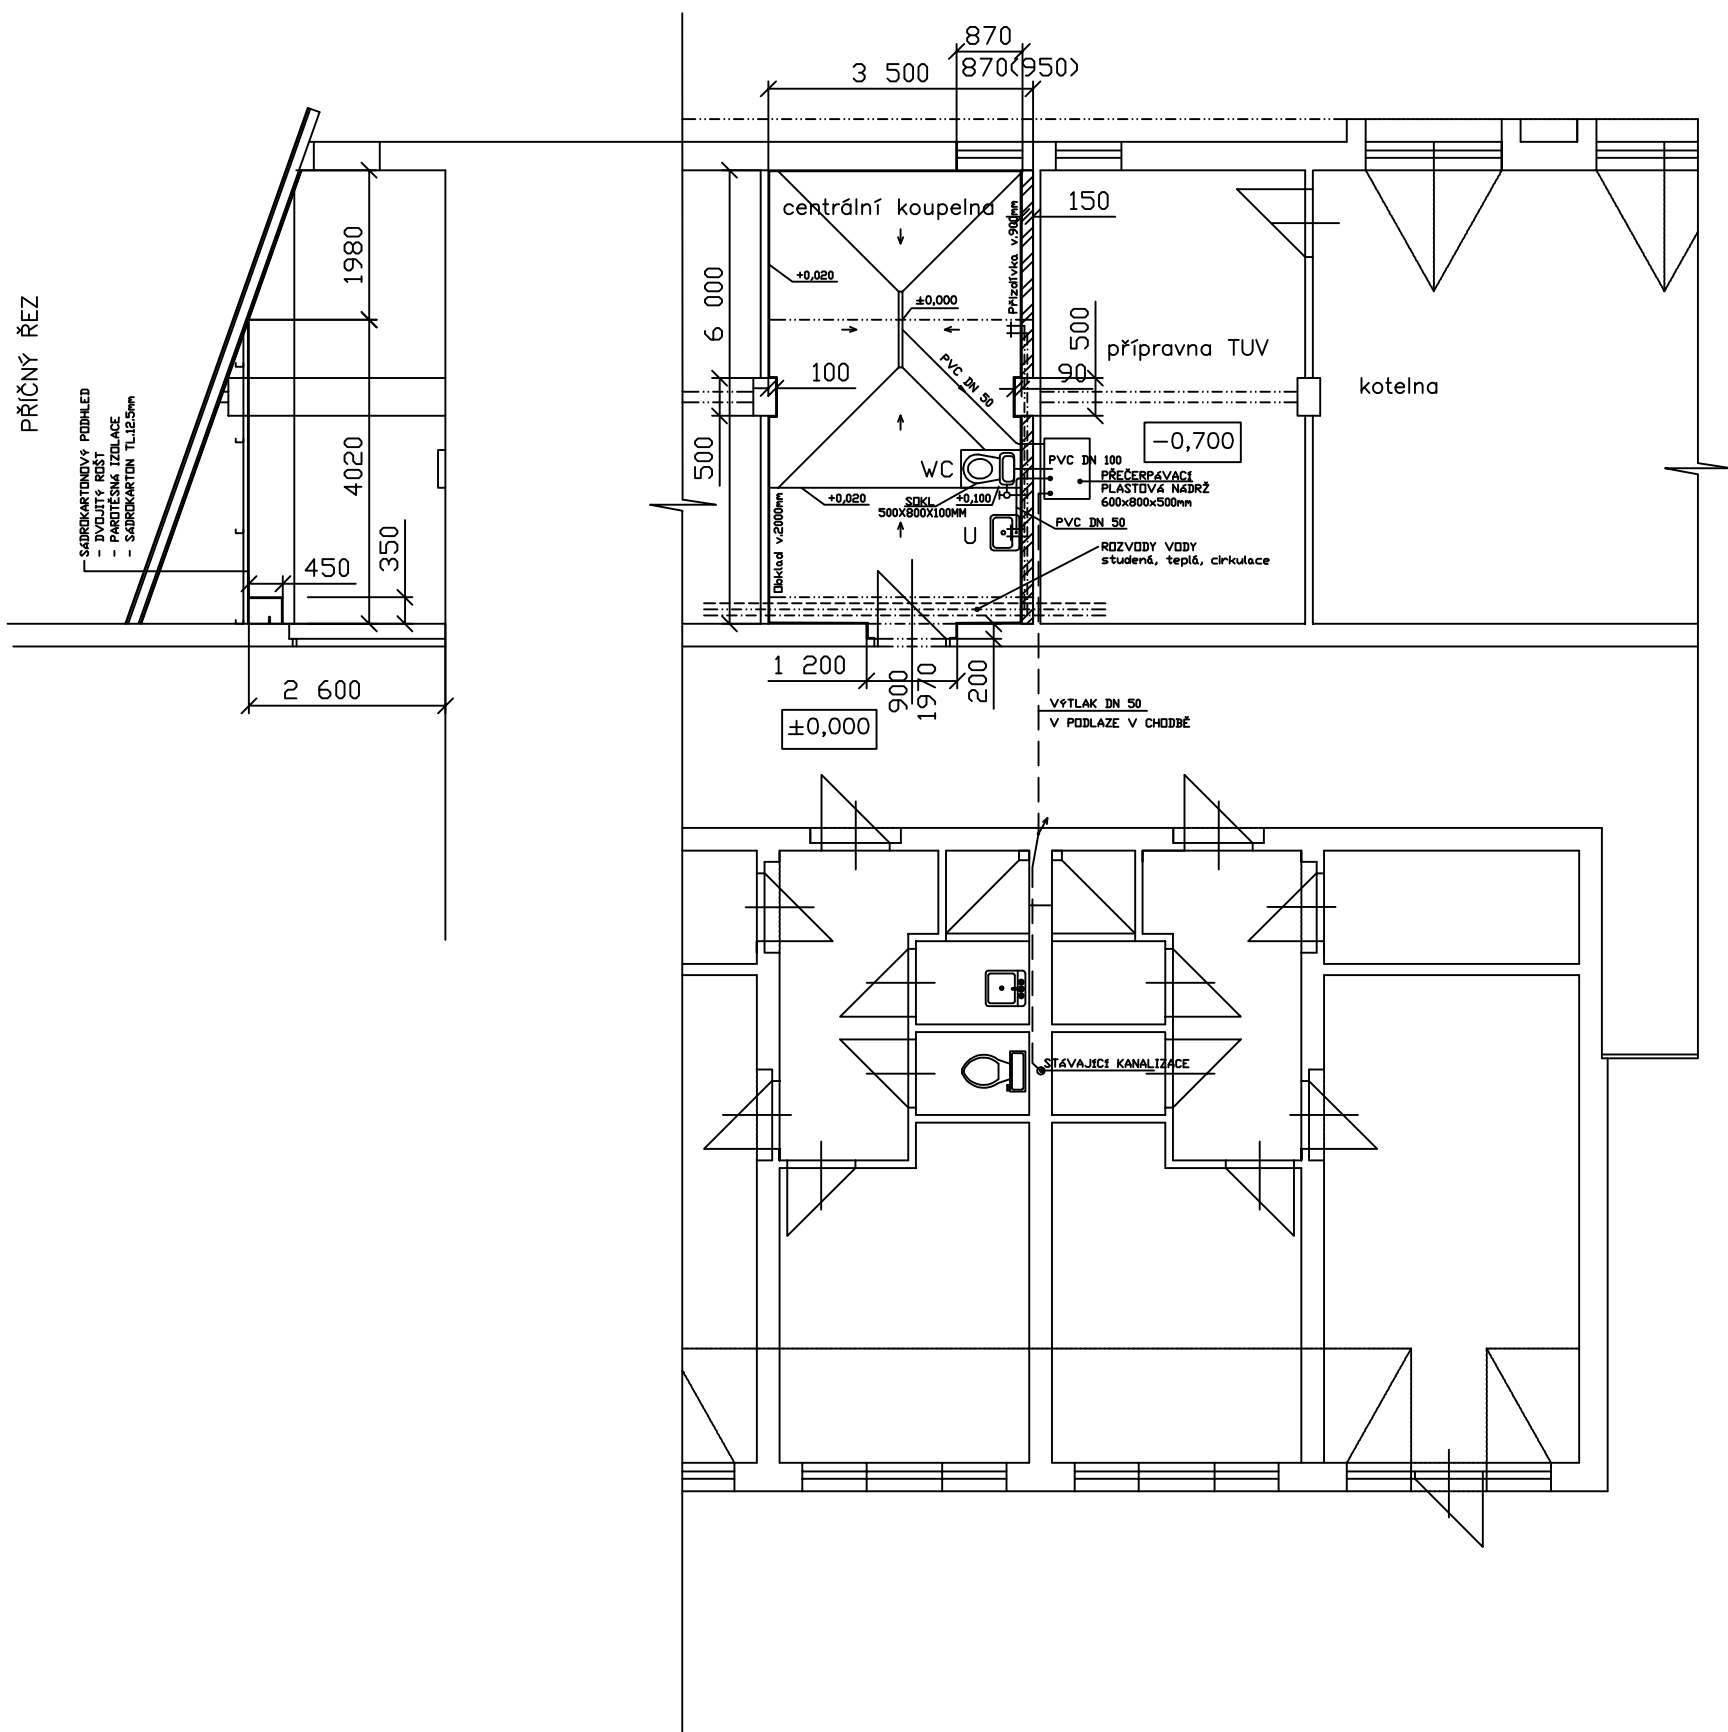 870
870(950)
3 500
PŘÍČNÝ ŘEZ
SÁDROKARTONOVÝ PODHLED
- DVOJITÝ ROŠT
- PAROTĚSNÁ IZOLACE
- SÁDROKARTON TL.12.5mm
1980
4020
350
450
2 600
centrální koupelna
Přizdívka v.900mm
150
6 000
+0,020
±0,000
500
přípravna TUV
kotelna
100
90
PVC DN 50
500
-0,700
WC
PVC DN 100
PŘEČERPÁVACÍ
PLASTOVÁ NÁDRŽ
600x800x500mm
+0,020
SOKL
500X800X100MM
+0,100
Obklad v.2000mm
U
PVC DN 50
ROZVODY VODY
studená, teplá, cirkulace
1 200
900
1970
200
±0,000
VÝTLAK DN 50
V PODLAZE V CHODBĚ
STÁVAJÍCÍ KANALIZACE